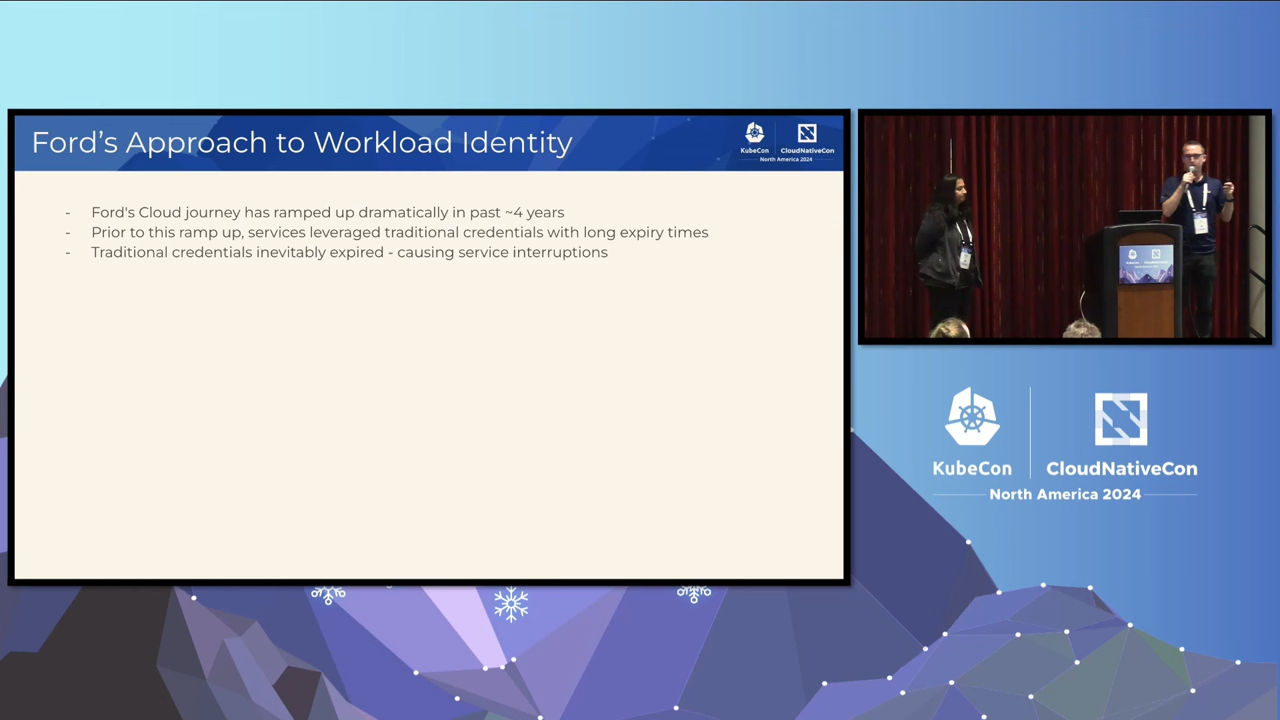 Ford's Approach to Workload Identity
KubeCon
CloudNativeCon
North America 2024
- Ford's Cloud journey has ramped up dramatically in past ~4 years
- Prior to this ramp up, services leveraged traditional credentials with long expiry times
- Traditional credentials inevitably expired - causing service interruptions
KubeCon
CloudNativeCon
North America 2024